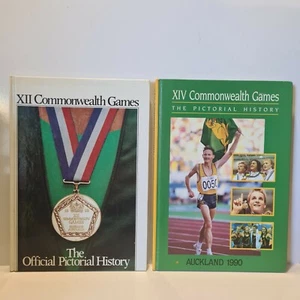 XII Commonwealth Games
The
Official Pictorial History
XIV Commonwealth Games
THE PICTORIAL HISTORY
AUCKLAND 1990